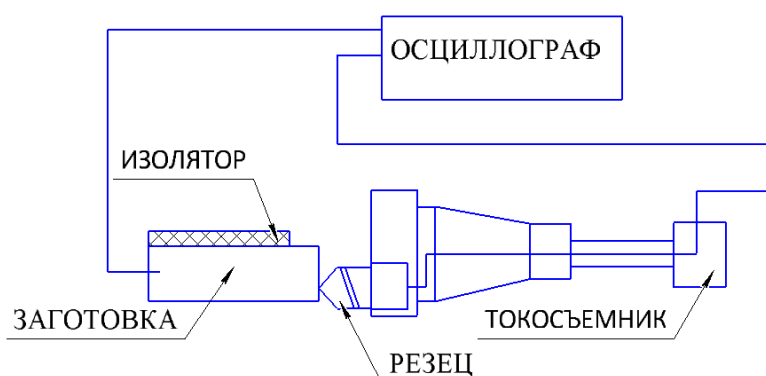 ОСЦИЛЛОГРАФ
ИЗОЛЯТОР
ЗАГОТОВКА
ТОКОСЪЕМНИК
РЕЗЕЦ